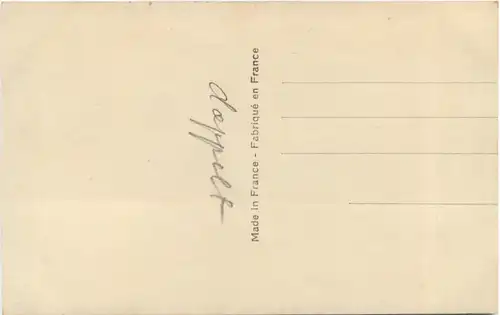 doppelt
Made in France - Fabriqué en France